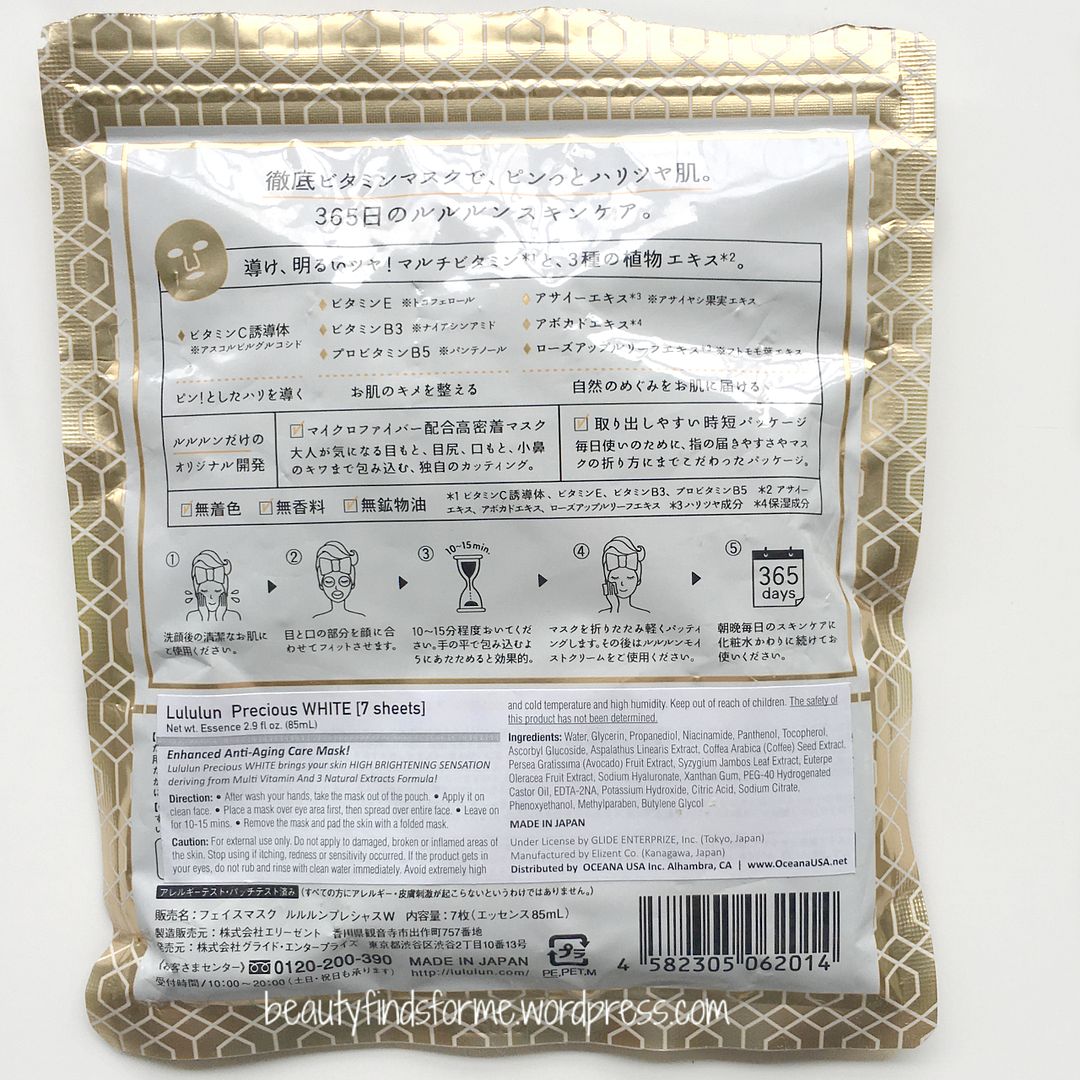 徹底ビタミンマスクで、ピンっとハリツヤ肌。
365日のルルルンスキンケア。
導け、明るいツヤ！マルチビタミン*1と、3種の植物エキス*2。
ビタミンC誘導体
※アスコルビルグルコシド
ピン！としたハリを導く
ビタミンE ※トコフェロール
ビタミンB3 ※ナイアシンアミド
プロビタミンB5 ※パンテノール
お肌のキメを整える
アサイーエキス*3 ※アサイヤシ果実エキス
アボカドエキス*4
ローズアップルリーフエキス*3 ※フトモモ葉エキス
自然のめぐみをお肌に届ける
ルルルンだけの
オリジナル開発
マイクロファイバー配合高密着マスク
大人が気になる目もと、目尻、口もと、小鼻
のキワまで包み込む、独自のカッティング。
取り出しやすい時短パッケージ
毎日使いのために、指の届きやすさやマス
クの折り方にまでこだわったパッケージ。
無着色 無香料 無鉱物油
*1 ビタミンC誘導体、ビタミンE、ビタミンB3、プロビタミンB5 *2 アサイー
エキス、アボカドエキス、ローズアップルリーフエキス *3ハリツヤ成分 *4保湿成分
①
洗顔後の清潔なお肌に
ご使用ください。
②
目と口の部分を顔に合
わせてフィットさせます。
③
10~15min.
10〜15分程度おいてくだ
さい。手の平で包み込むよ
うにあたためると効果的。
④
マスクを折りたたみ軽くパッティ
ングします。その後はルルルンモイ
ストクリームをご使用ください。
⑤
365
days
朝晩毎日のスキンケアに
化粧水かわりに続けてお
使いください。
Lululun Precious WHITE [7 sheets]
Net wt. Essence 2.9 fl oz. (85mL)
Enhanced Anti-Aging Care Mask!
Lululun Precious WHITE brings your skin HIGH BRIGHTENING SENSATION
deriving from Multi Vitamin And 3 Natural Extracts Formula!
Direction: • After wash your hands, take the mask out of the pouch. • Apply it on
clean face. • Place a mask over eye area first, then spread over entire face. • Leave on
for 10-15 mins. • Remove the mask and pad the skin with a folded mask.
Caution: For external use only. Do not apply to damaged, broken or inflamed areas of
the skin. Stop using if itching, redness or sensitivity occurred. If the product gets in
your eyes, do not rub and rinse with clean water immediately. Avoid extremely high
and cold temperature and high humidity. Keep out of reach of children. The safety of
this product has not been determined.
Ingredients: Water, Glycerin, Propanediol, Niacinamide, Panthenol, Tocopherol,
Ascorbyl Glucoside, Aspalathus Linearis Extract, Coffea Arabica (Coffee) Seed Extract,
Persea Gratissima (Avocado) Fruit Extract, Syzygium Jambos Leaf Extract, Euterpe
Oleracea Fruit Extract, Sodium Hyaluronate, Xanthan Gum, PEG-40 Hydrogenated
Castor Oil, EDTA-2NA, Potassium Hydroxide, Citric Acid, Sodium Citrate,
Phenoxyethanol, Methylparaben, Butylene Glycol
MADE IN JAPAN
Under License by GLIDE ENTERPRIZE, Inc. (Tokyo, Japan)
Manufactured by Elizent Co. (Kanagawa, Japan)
Distributed by OCEANA USA Inc. Alhambra, CA | www.OceanaUSA.net
アレルギーテスト・パッチテスト済み (すべての方にアレルギー・皮膚刺激が起こらないというわけではありません。)
販売名：フェイスマスク ルルルンプレシャスW 内容量：7枚(エッセンス85mL)
製造販売元：株式会社エリーゼント 香川県観音寺市出作町757番地
発売元：株式会社グライド・エンタープライズ 東京都渋谷区渋谷2丁目10番13号
(お客さまセンター) 0120-200-390 MADE IN JAPAN
受付時間/10:00〜20:00(土日・祝日も承ります) http://lululun.com/
プラ
PE,PET,M
4 582305 062014
beautyfindsforme.wordpress.com